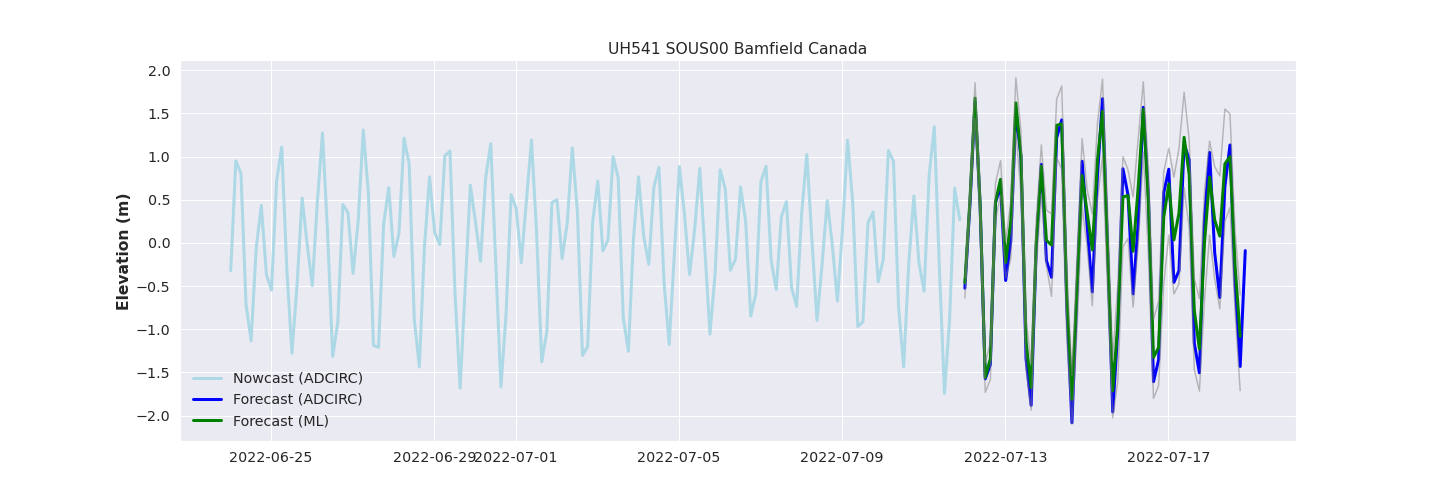 UH541 SOUS00 Bamfield Canada
2.0
1.5
1.0
0.5
0.0
−0.5
−1.0
−1.5
−2.0
Elevation (m)
Nowcast (ADCIRC)
Forecast (ADCIRC)
Forecast (ML)
2022-06-25 2022-06-29 2022-07-01 2022-07-05 2022-07-09 2022-07-13 2022-07-17